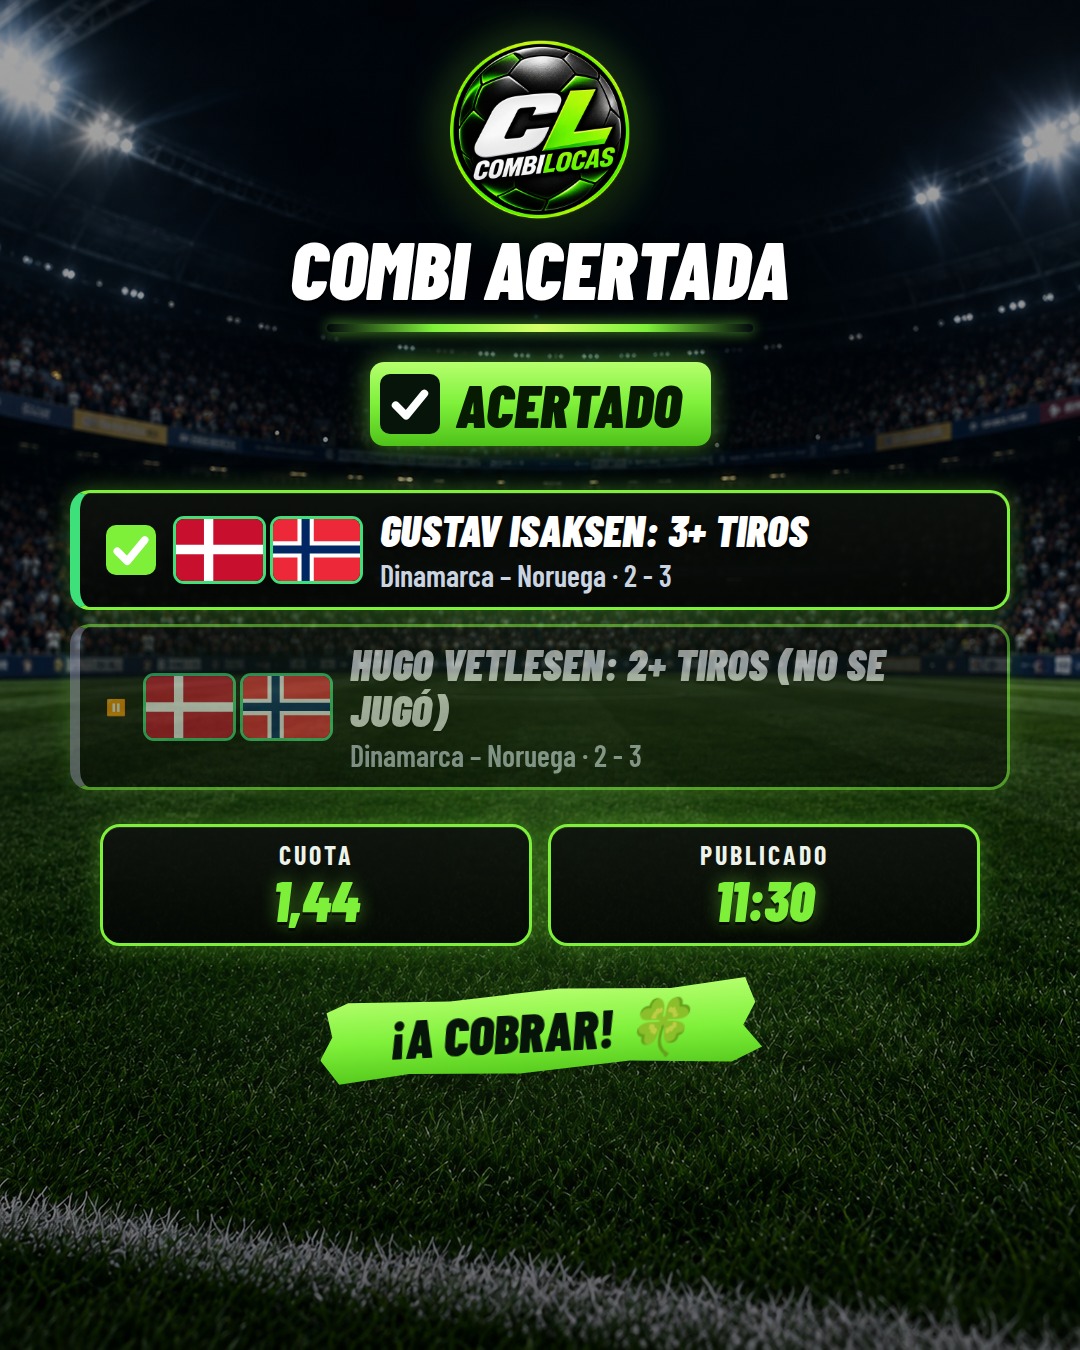 CL
COMBILOCAS
COMBI ACERTADA
ACERTADO
GUSTAV ISAKSEN: 3+ TIROS
Dinamarca – Noruega · 2 - 3
HUGO VETLESEN: 2+ TIROS (NO SE
JUGÓ)
Dinamarca – Noruega · 2 - 3
CUOTA
1,44
PUBLICADO
11:30
¡A COBRAR!